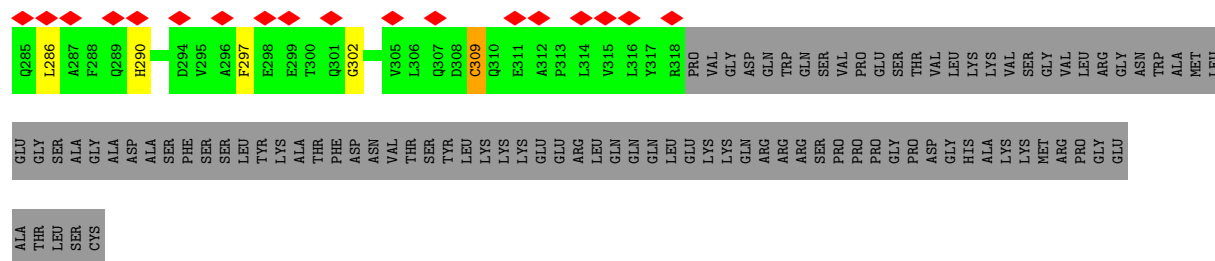 Q285 L286 A287 F288 Q289 H290 D294 V295 A296 F297 E298 E299 T300 Q301 G302 V305 L306 Q307 D308 C309 Q310 E311 A312 P313 L314 V315 L316 Y317 R318 PRO VAL GLY ASP GLN TRP GLN SER VAL PRO GLU SER THR VAL LEU LYS LYS VAL SER GLY VAL LEU ARG GLY ASN TRP ALA MET LEU
GLU GLY SER ALA GLY ALA ASP ALA SER PHE SER SER LEU TYR LYS ALA THR PHE ASP ASN VAL THR SER TYR LEU LYS LYS LYS GLU GLU ARG LEU GLN GLN GLN LEU GLU LYS LYS GLN ARG ARG ARG SER PRO PRO PRO GLY PRO ASP GLY HIS ALA LYS LYS MET ARG PRO GLY GLU
ALA THR LEU SER CYS